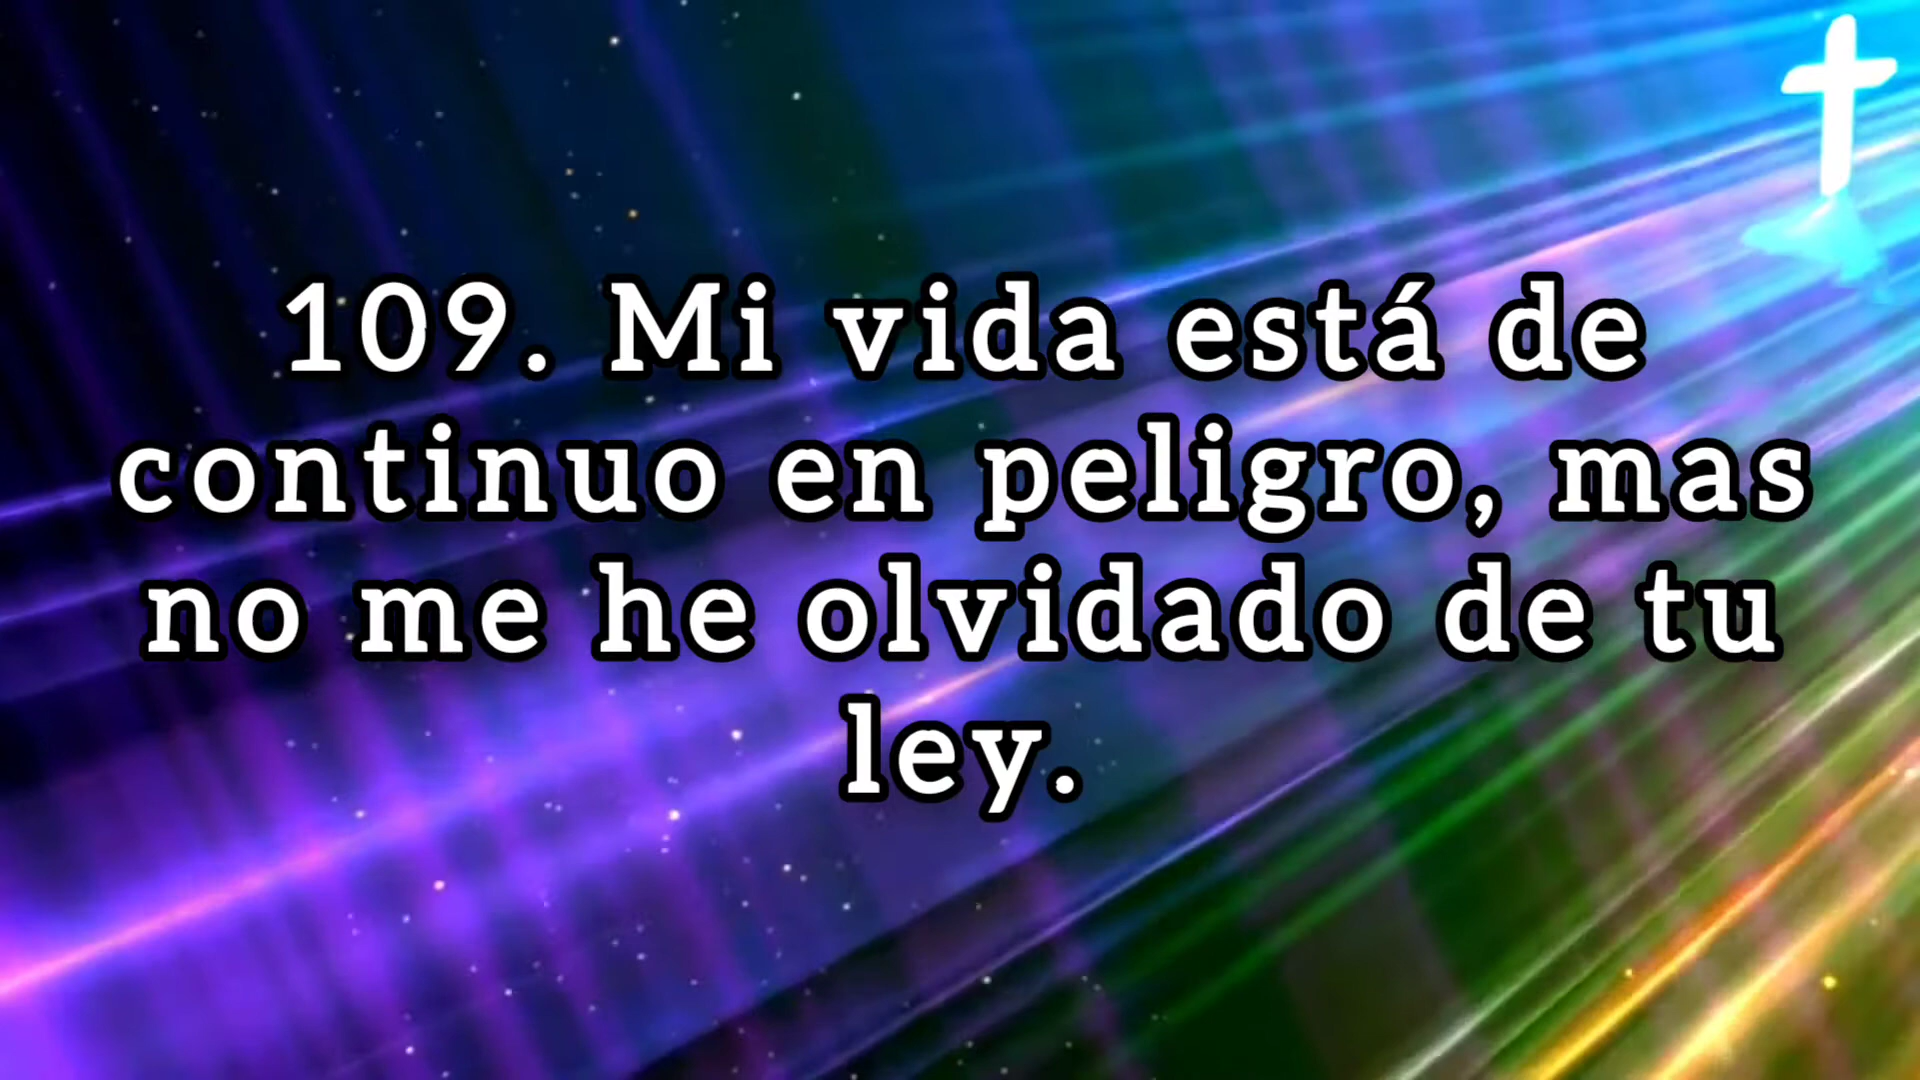 109. Mi vida está de
continuo en peligro, mas
no me he olvidado de tu
ley.